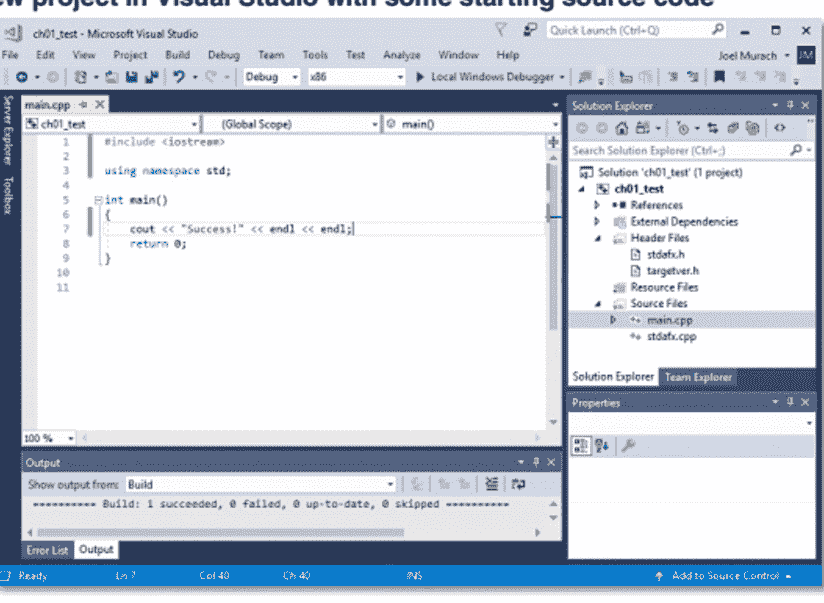 ew project in Visual Studio with some starting source code
ch01_test - Microsoft Visual Studio
Quick Launch (Ctrl+Q)
File Edit View Project Build Debug Team Tools Test Analyze Window Help
Joel Murach JM
Debug x86 Local Windows Debugger
Server Explorer
Toolbox
main.cpp
ch01_test (Global Scope) main()
1 #include <iostream>
2
3 using namespace std;
4
5 int main()
6 {
7 cout << "Success!" << endl << endl;
8 return 0;
9 }
10
11
100 %
Solution Explorer
Search Solution Explorer (Ctrl+;)
Solution 'ch01_test' (1 project)
ch01_test
References
External Dependencies
Header Files
stdafx.h
targetver.h
Resource Files
Source Files
main.cpp
stdafx.cpp
Solution Explorer Team Explorer
Properties
Output
Show output from: Build
========== Build: 1 succeeded, 0 failed, 0 up-to-date, 0 skipped ==========
Error List Output
Ready Ln 7 Col 40 Ch 40 INS Add to Source Control